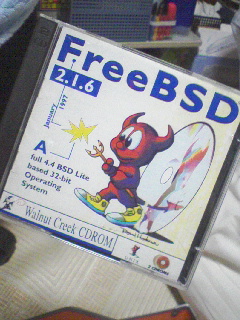 FreeBSD
2.1.6
January 1997
A
full 4.4 BSD Lite
based 32-bit
Operating
System
Walnut Creek CDROM